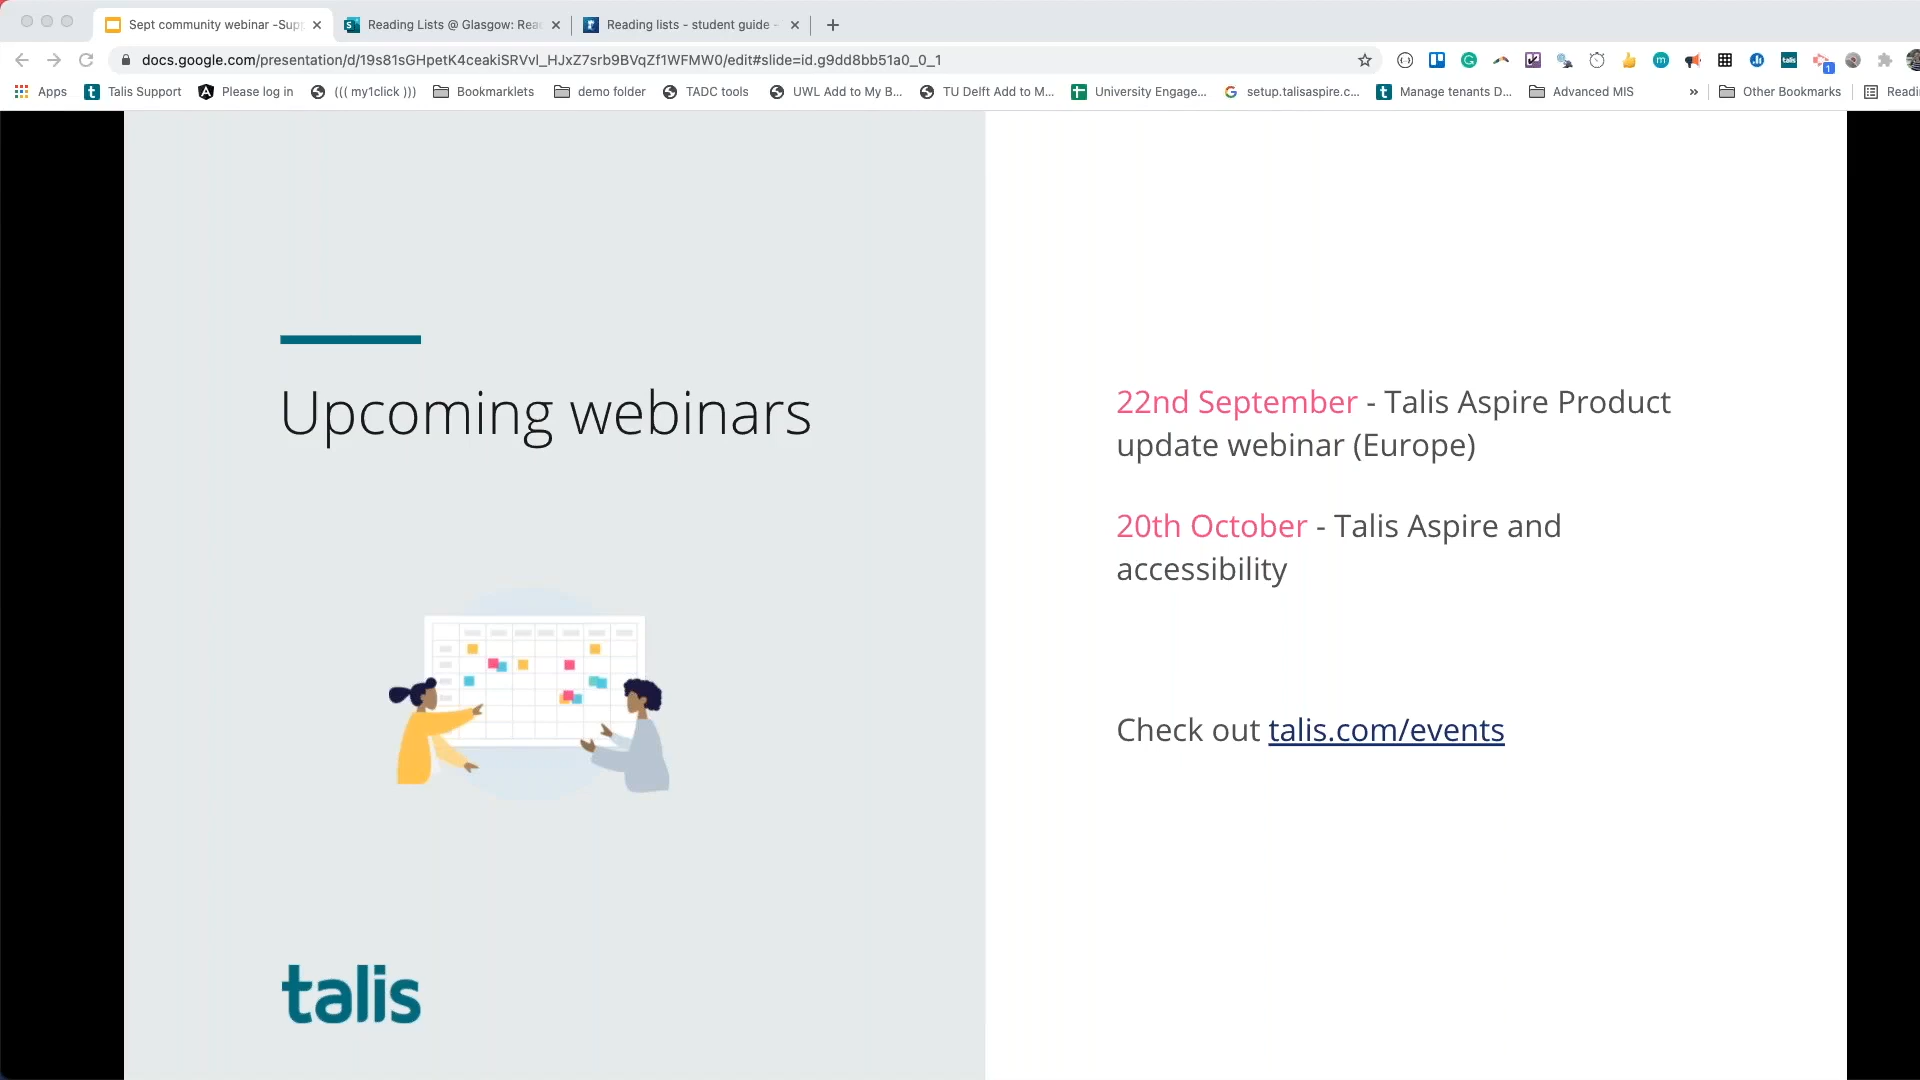 Sept community webinar -Supp
Reading Lists @ Glasgow: Rea
Reading lists - student guide -
docs.google.com/presentation/d/19s81sGHpetK4ceakiSRVvl_HJxZ7srb9BVqZf1WFMW0/edit#slide=id.g9dd8bb51a0_0_1
Apps
Talis Support
Please log in
((( my1click )))
Bookmarklets
demo folder
TADC tools
UWL Add to My B...
TU Delft Add to M...
University Engage...
setup.talisaspire.c...
Manage tenants D...
Advanced MIS
»
Other Bookmarks
Readi
Upcoming webinars
22nd September - Talis Aspire Product
update webinar (Europe)
20th October - Talis Aspire and
accessibility
Check out talis.com/events
talis